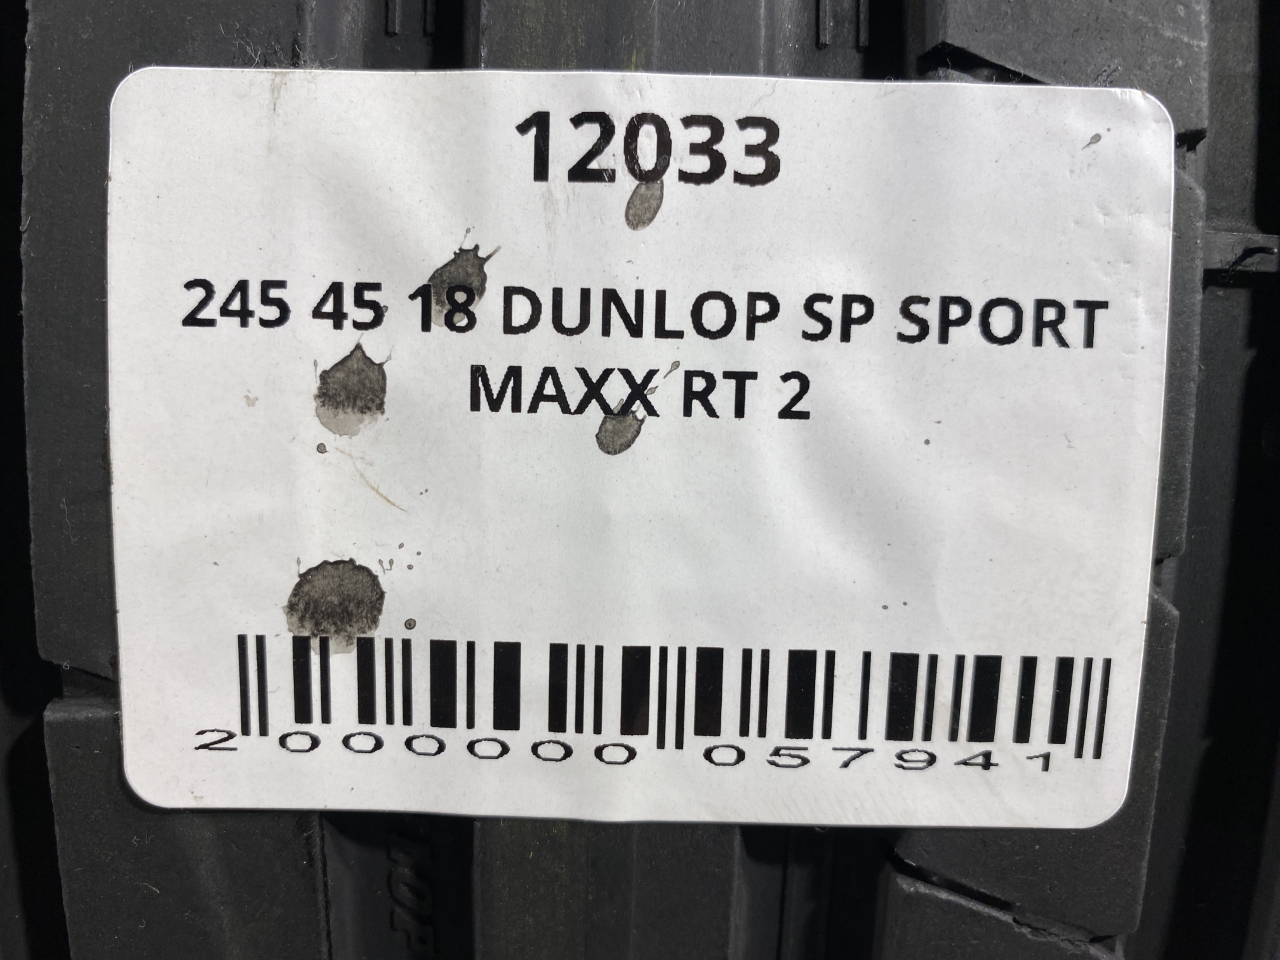 12033
245 45 18 DUNLOP SP SPORT
MAXX RT 2
2 000000 057941